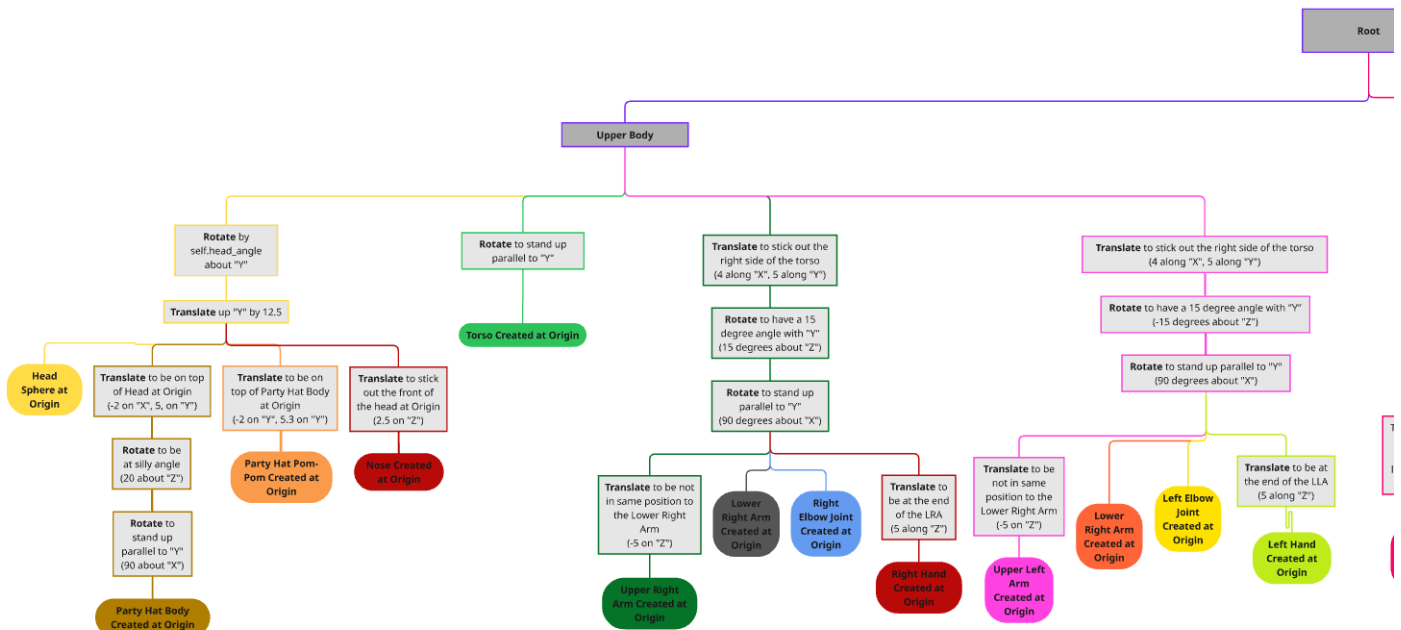 Root
Upper Body
Rotate by
self.head_angle
about "Y"
Translate up "Y" by 12.5
Head
Sphere at
Origin
Translate to be on top
of Head at Origin
(-2 on "X", 5, on "Y")
Rotate to be
at silly angle
(20 about "Z")
Rotate to
stand up
parallel to "Y"
(90 about "X")
Party Hat Body
Created at Origin
Translate to be on
top of Party Hat Body
at Origin
(-2 on "Y", 5.3 on "Y")
Party Hat Pom-
Pom Created at
Origin
Translate to stick
out the front of
the head at Origin
(2.5 on "Z")
Nose Created
at Origin
Rotate to stand up
parallel to "Y"
Torso Created at Origin
Translate to stick out the
right side of the torso
(4 along "X", 5 along "Y")
Rotate to have a 15
degree angle with "Y"
(15 degrees about "Z")
Rotate to stand up
parallel to "Y"
(90 degrees about "X")
Translate to be not
in same position to
the Lower Right
Arm
(-5 on "Z")
Upper Right
Arm Created at
Origin
Lower
Right Arm
Created at
Origin
Right
Elbow Joint
Created at
Origin
Translate to
be at the end
of the LRA
(5 along "Z")
Right Hand
Created at
Origin
Translate to stick out the right side of the torso
(4 along "X", 5 along "Y")
Rotate to have a 15 degree angle with "Y"
(-15 degrees about "Z")
Rotate to stand up parallel to "Y"
(90 degrees about "X")
Translate to be
not in same
position to the
Lower Right Arm
(-5 on "Z")
Upper Left
Arm
Created at
Origin
Lower
Right Arm
Created at
Origin
Left Elbow
Joint
Created at
Origin
Translate to be at
the end of the LLA
(5 along "Z")
Left Hand
Created at
Origin